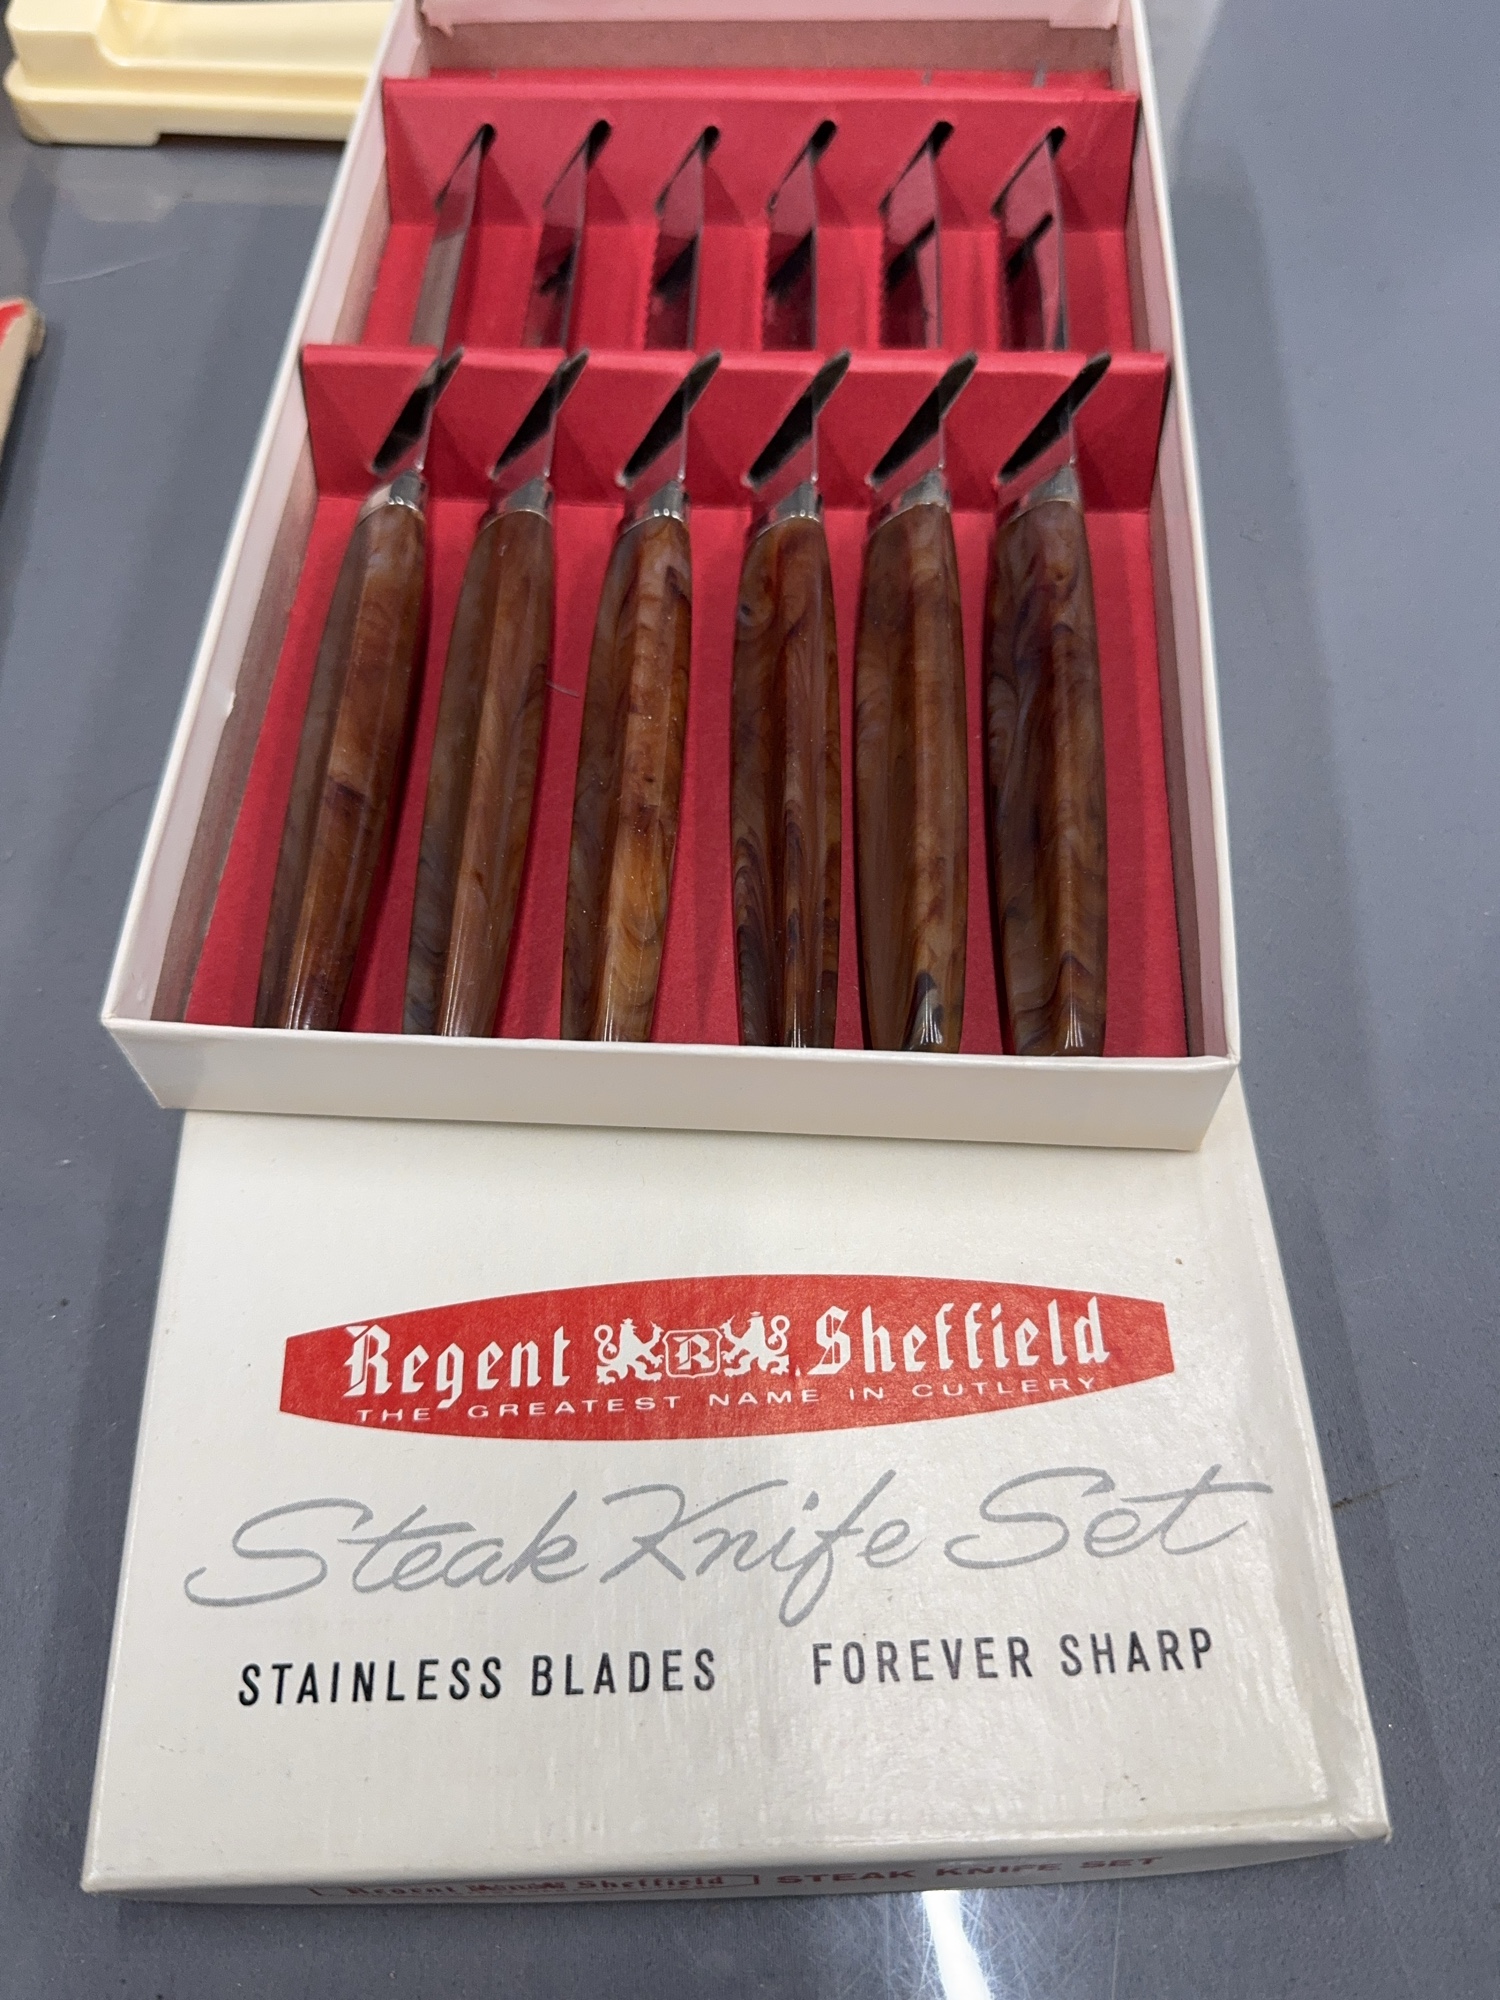 Regent R Sheffield
THE GREATEST NAME IN CUTLERY
Steak Knife Set
STAINLESS BLADES FOREVER SHARP
Regent Sheffield STEAK KNIFE SET